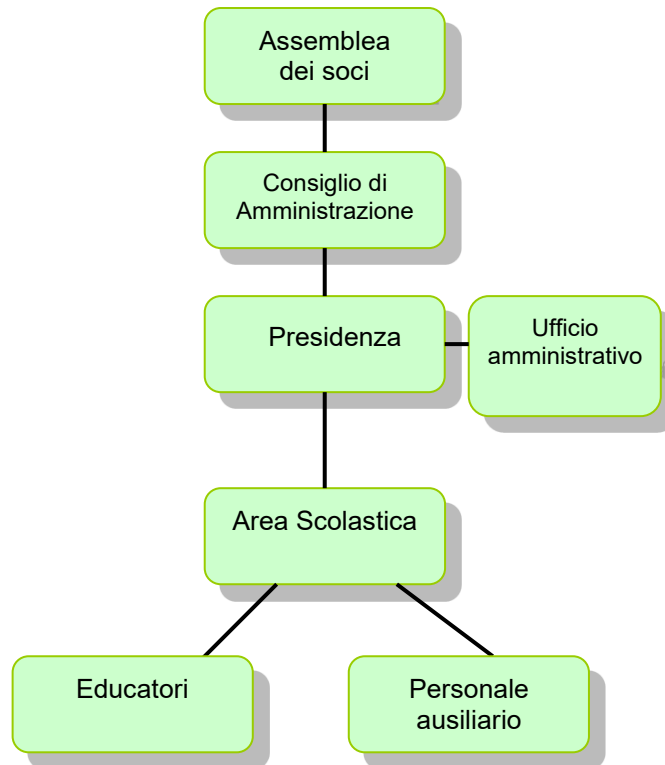 Assemblea
dei soci
Consiglio di
Amministrazione
Presidenza
Ufficio
amministrativo
Area Scolastica
Educatori
Personale
ausiliario